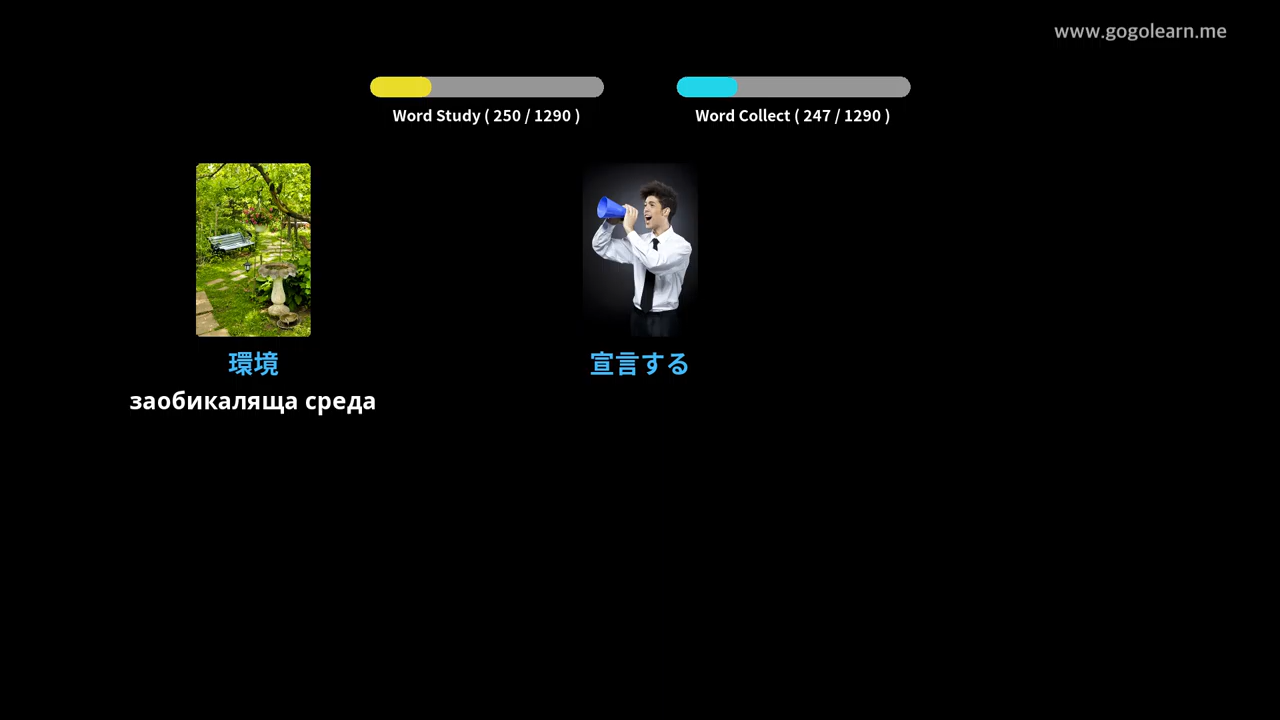 www.gogolearn.me
Word Study ( 250 / 1290 )
Word Collect ( 247 / 1290 )
環境
宣言する
заобикаляща среда